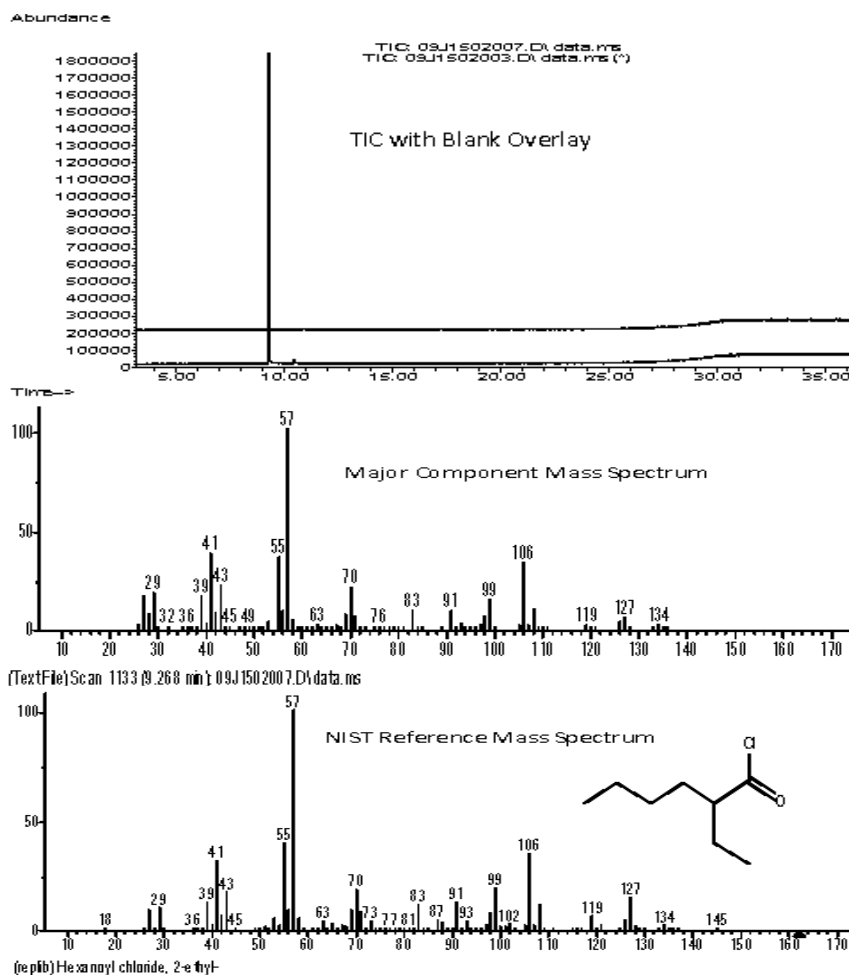 Abundance
TIC: 09J1502007.D\data.ms
TIC: 09J1502003.D\data.ms (*)
TIC with Blank Overlay
1800000
1700000
1600000
1500000
1400000
1300000
1200000
1100000
1000000
900000
800000
700000
600000
500000
400000
300000
200000
100000
0
5.00 10.00 15.00 20.00 25.00 30.00 35.00
Time-->
Major Component Mass Spectrum
100
50
0
29 32 36 39 41 43 45 49 55 57 63 70 76 83 91 99 106 119 127 134
10 20 30 40 50 60 70 80 90 100 110 120 130 140 150 160 170
(TextFile) Scan 1133 (9.268 min): 09J1502007.D\data.ms
NIST Reference Mass Spectrum
100
50
0
18 29 36 39 41 43 45 55 57 63 70 73 77 81 83 87 91 93 99 102 106 119 127 134 145
Cl
O
10 20 30 40 50 60 70 80 90 100 110 120 130 140 150 160 170
(replib) Hexanoyl chloride, 2-ethyl-